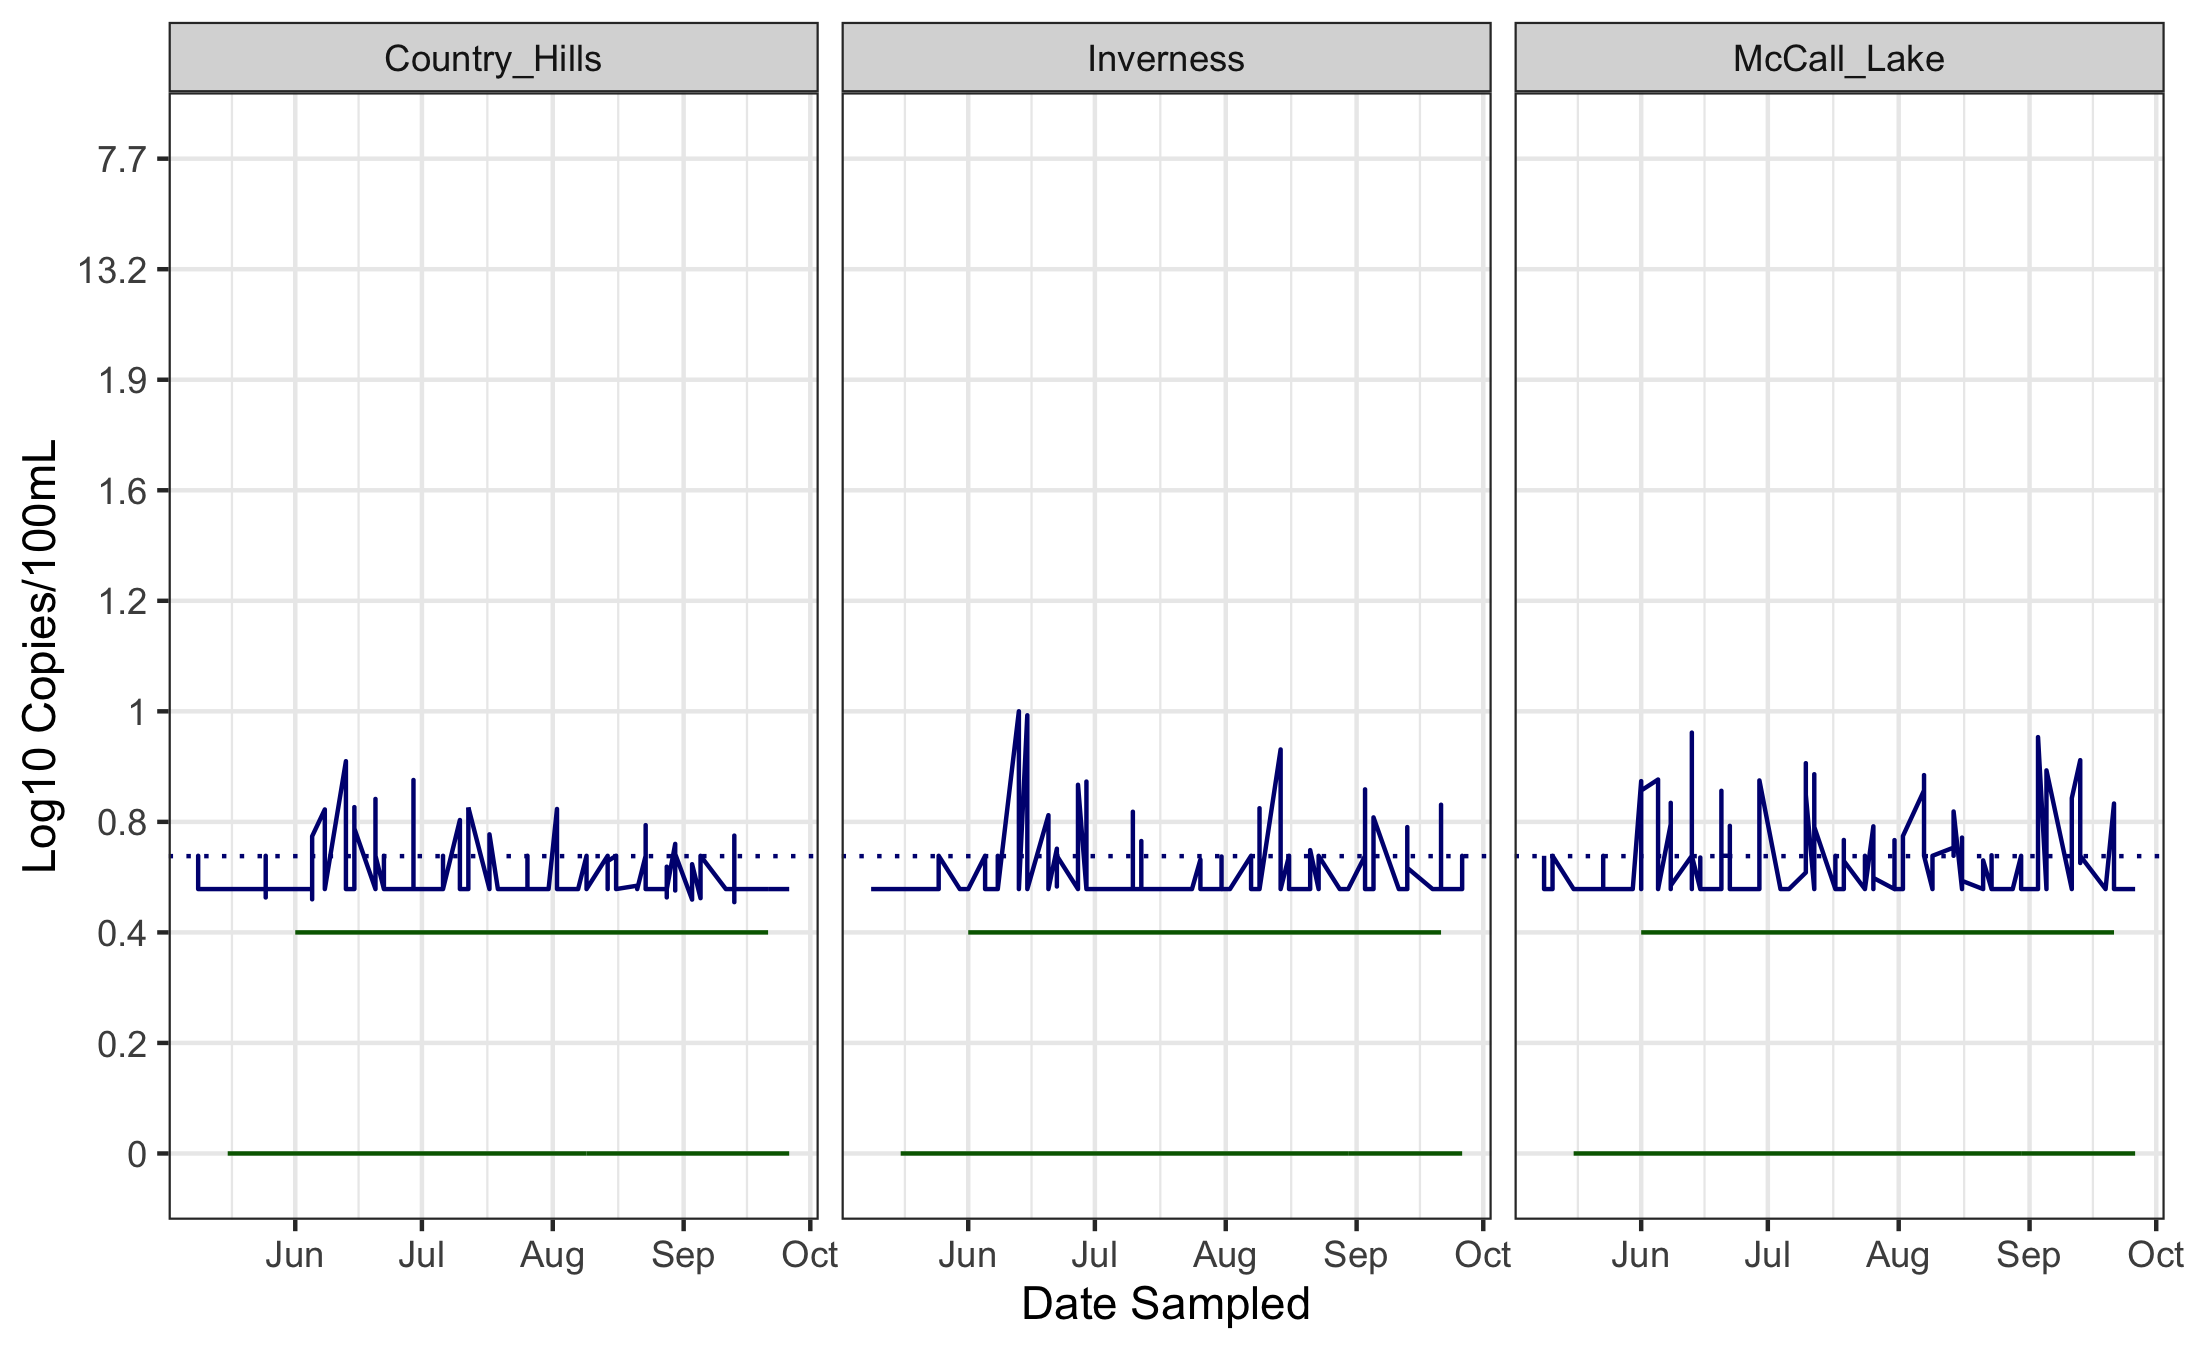 Country_Hills
Inverness
McCall_Lake
Log10 Copies/100mL
7.7
13.2
1.9
1.6
1.2
1
0.8
0.4
0.2
0
Jun Jul Aug Sep Oct
Jun Jul Aug Sep Oct
Jun Jul Aug Sep Oct
Date Sampled